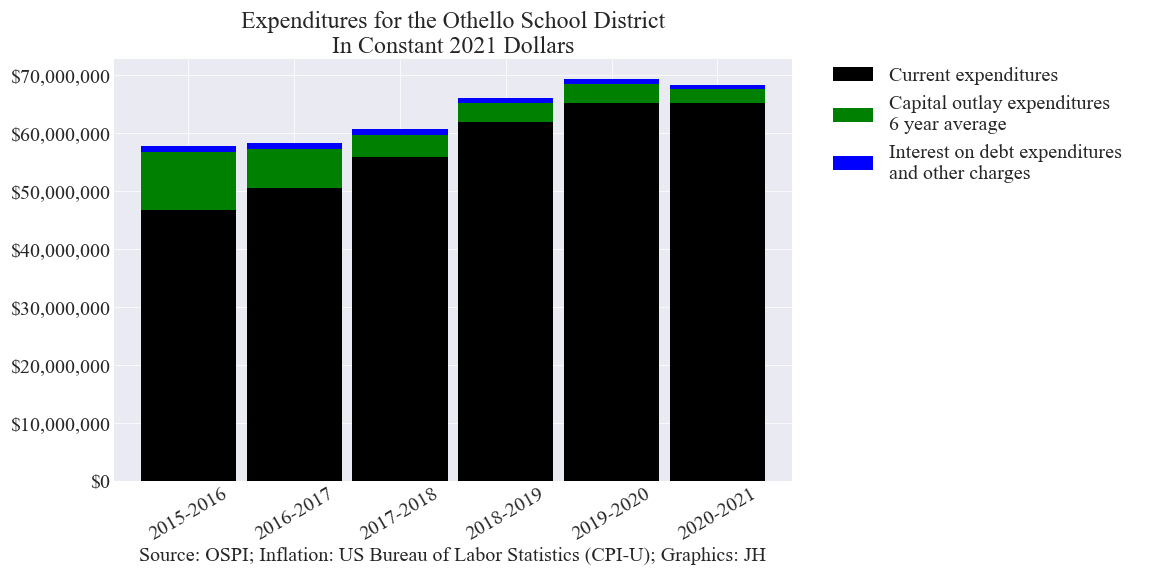 Expenditures for the Othello School District
In Constant 2021 Dollars
$70,000,000
$60,000,000
$50,000,000
$40,000,000
$30,000,000
$20,000,000
$10,000,000
$0
2015-2016
2016-2017
2017-2018
2018-2019
2019-2020
2020-2021
Source: OSPI; Inflation: US Bureau of Labor Statistics (CPI-U); Graphics: JH
Current expenditures
Capital outlay expenditures
6 year average
Interest on debt expenditures
and other charges